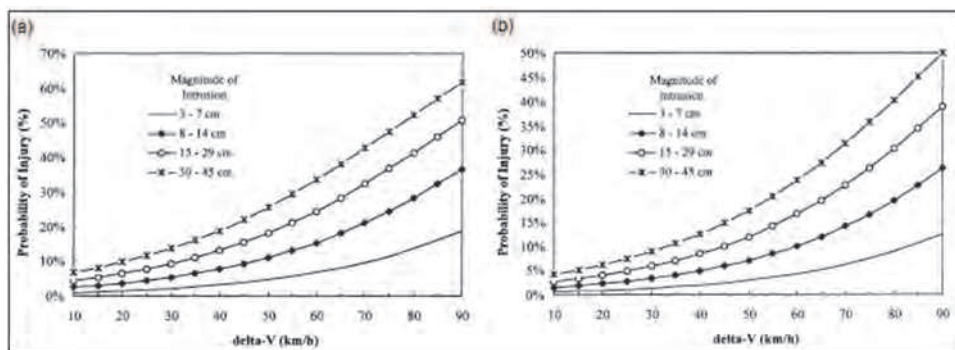 (a)
70%
60%
50%
40%
30%
20%
10%
0%
Probability of Injury (%)
Magnitude of
Intrusion
3 - 7 cm
8 - 14 cm
15 - 29 cm
30 - 45 cm
10 20 30 40 50 60 70 80 90
delta-V (km/h)
(b)
50%
45%
40%
35%
30%
25%
20%
15%
10%
5%
0%
Probability of Injury (%)
Magnitude of
Intrusion
3 - 7 cm
8 - 14 cm
15 - 29 cm
30 - 45 cm
10 20 30 40 50 60 70 80 90
delta-V (km/h)